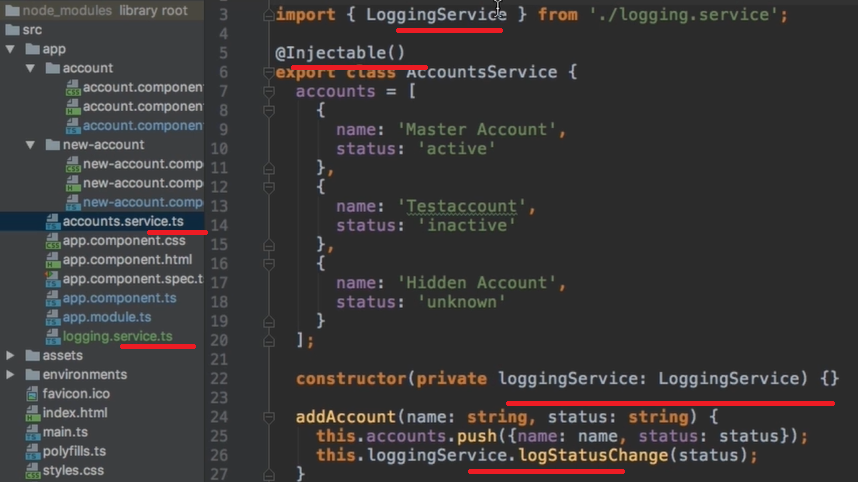 node_modules library root
src
app
account
account.componen
account.componen
account.componen
new-account
new-account.comp
new-account.comp
new-account.comp
accounts.service.ts
app.component.css
app.component.html
app.component.spec.t
app.component.ts
app.module.ts
logging.service.ts
assets
environments
favicon.ico
index.html
main.ts
polyfills.ts
styles.css
3 import { LoggingService } from './logging.service';
4
5 @Injectable()
6 export class AccountsService {
7 accounts = [
8 {
9 name: 'Master Account',
10 status: 'active'
11 },
12 {
13 name: 'Testaccount',
14 status: 'inactive'
15 },
16 {
17 name: 'Hidden Account',
18 status: 'unknown'
19 }
20 ];
21
22 constructor(private loggingService: LoggingService) {}
23
24 addAccount(name: string, status: string) {
25 this.accounts.push({name: name, status: status});
26 this.loggingService.logStatusChange(status);
27 }